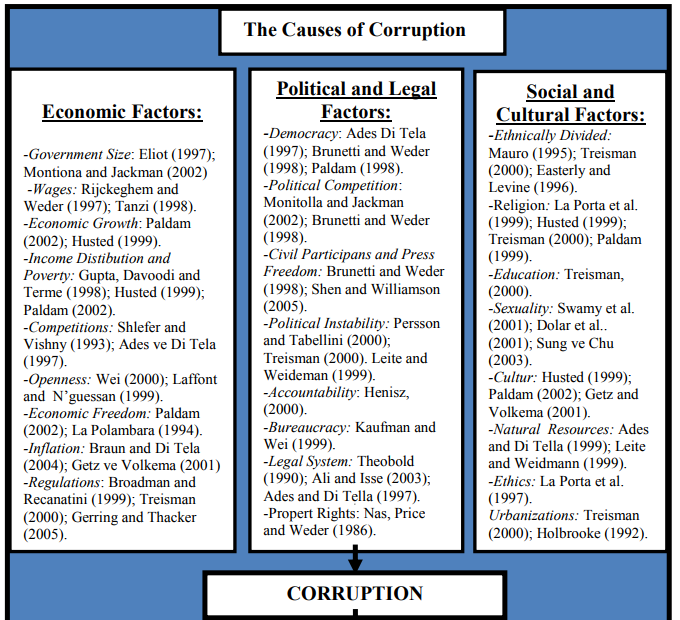 The Causes of Corruption
Economic Factors:
-Government Size: Eliot (1997);
Montiona and Jackman (2002)
-Wages: Rijckeghem and
Weder (1997); Tanzi (1998).
-Economic Growth: Paldam
(2002); Husted (1999).
-Income Distibution and
Poverty: Gupta, Davoodi and
Terme (1998); Husted (1999);
Paldam (2002).
-Competitions: Shlefer and
Vishny (1993); Ades ve Di Tela
(1997).
-Openness: Wei (2000); Laffont
and N’guessan (1999).
-Economic Freedom: Paldam
(2002); La Polambara (1994).
-Inflation: Braun and Di Tela
(2004); Getz ve Volkema (2001)
-Regulations: Broadman and
Recanatini (1999); Treisman
(2000); Gerring and Thacker
(2005).
Political and Legal
Factors:
-Democracy: Ades Di Tela
(1997); Brunetti and Weder
(1998); Paldam (1998).
-Political Competition:
Monitolla and Jackman
(2002); Brunetti and Weder
(1998).
-Civil Participans and Press
Freedom: Brunetti and Weder
(1998); Shen and Williamson
(2005).
-Political Instability: Persson
and Tabellini (2000);
Treisman (2000). Leite and
Weideman (1999).
-Accountability: Henisz,
(2000).
-Bureaucracy: Kaufman and
Wei (1999).
-Legal System: Theobold
(1990); Ali and Isse (2003);
Ades and Di Tella (1997).
-Propert Rights: Nas, Price
and Weder (1986).
Social and
Cultural Factors:
-Ethnically Divided:
Mauro (1995); Treisman
(2000); Easterly and
Levine (1996).
-Religion: La Porta et al.
(1999); Husted (1999);
Treisman (2000); Paldam
(1999).
-Education: Treisman,
(2000).
-Sexuality: Swamy et al.
(2001); Dolar et al..
(2001); Sung ve Chu
(2003).
-Cultur: Husted (1999);
Paldam (2002); Getz and
Volkema (2001).
-Natural Resources: Ades
and Di Tella (1999); Leite
and Weidmann (1999).
-Ethics: La Porta et al.
(1997).
Urbanizations: Treisman
(2000); Holbrooke (1992).
CORRUPTION